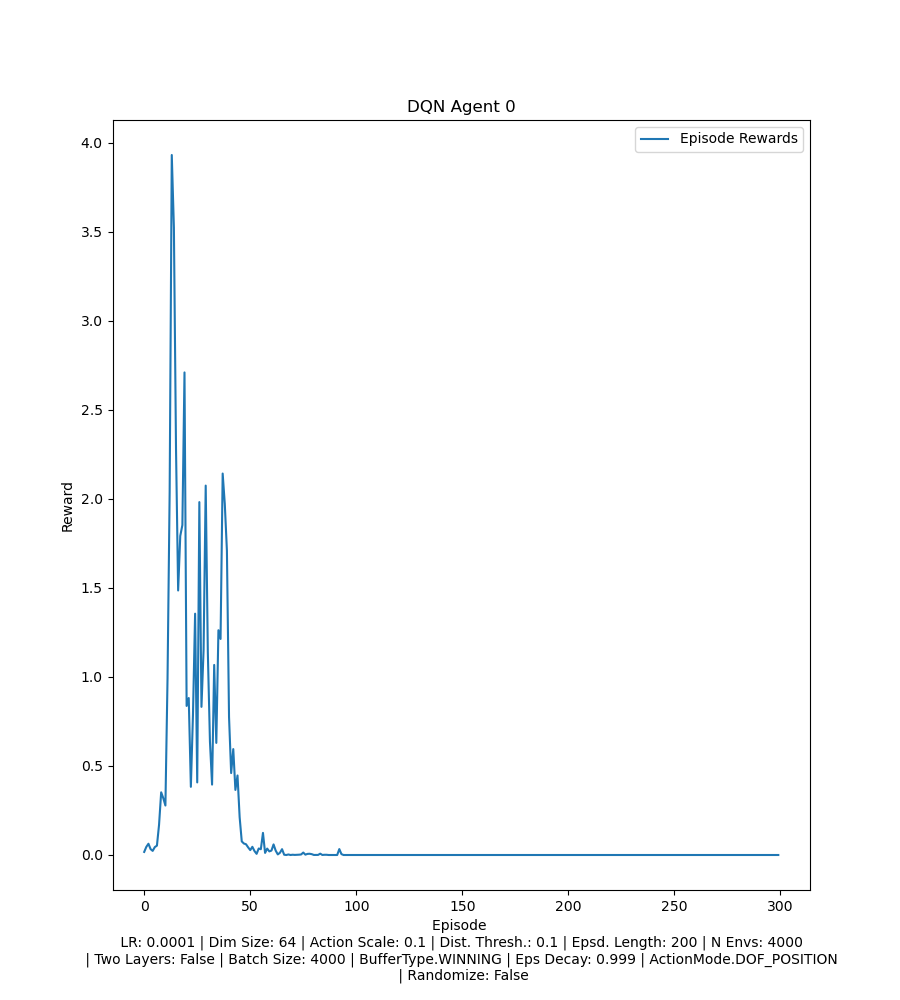 DQN Agent 0
Episode Rewards
4.0
3.5
3.0
2.5
2.0
1.5
1.0
0.5
0.0
Reward
0 50 100 150 200 250 300
Episode
LR: 0.0001 | Dim Size: 64 | Action Scale: 0.1 | Dist. Thresh.: 0.1 | Epsd. Length: 200 | N Envs: 4000
| Two Layers: False | Batch Size: 4000 | BufferType.WINNING | Eps Decay: 0.999 | ActionMode.DOF_POSITION
| Randomize: False